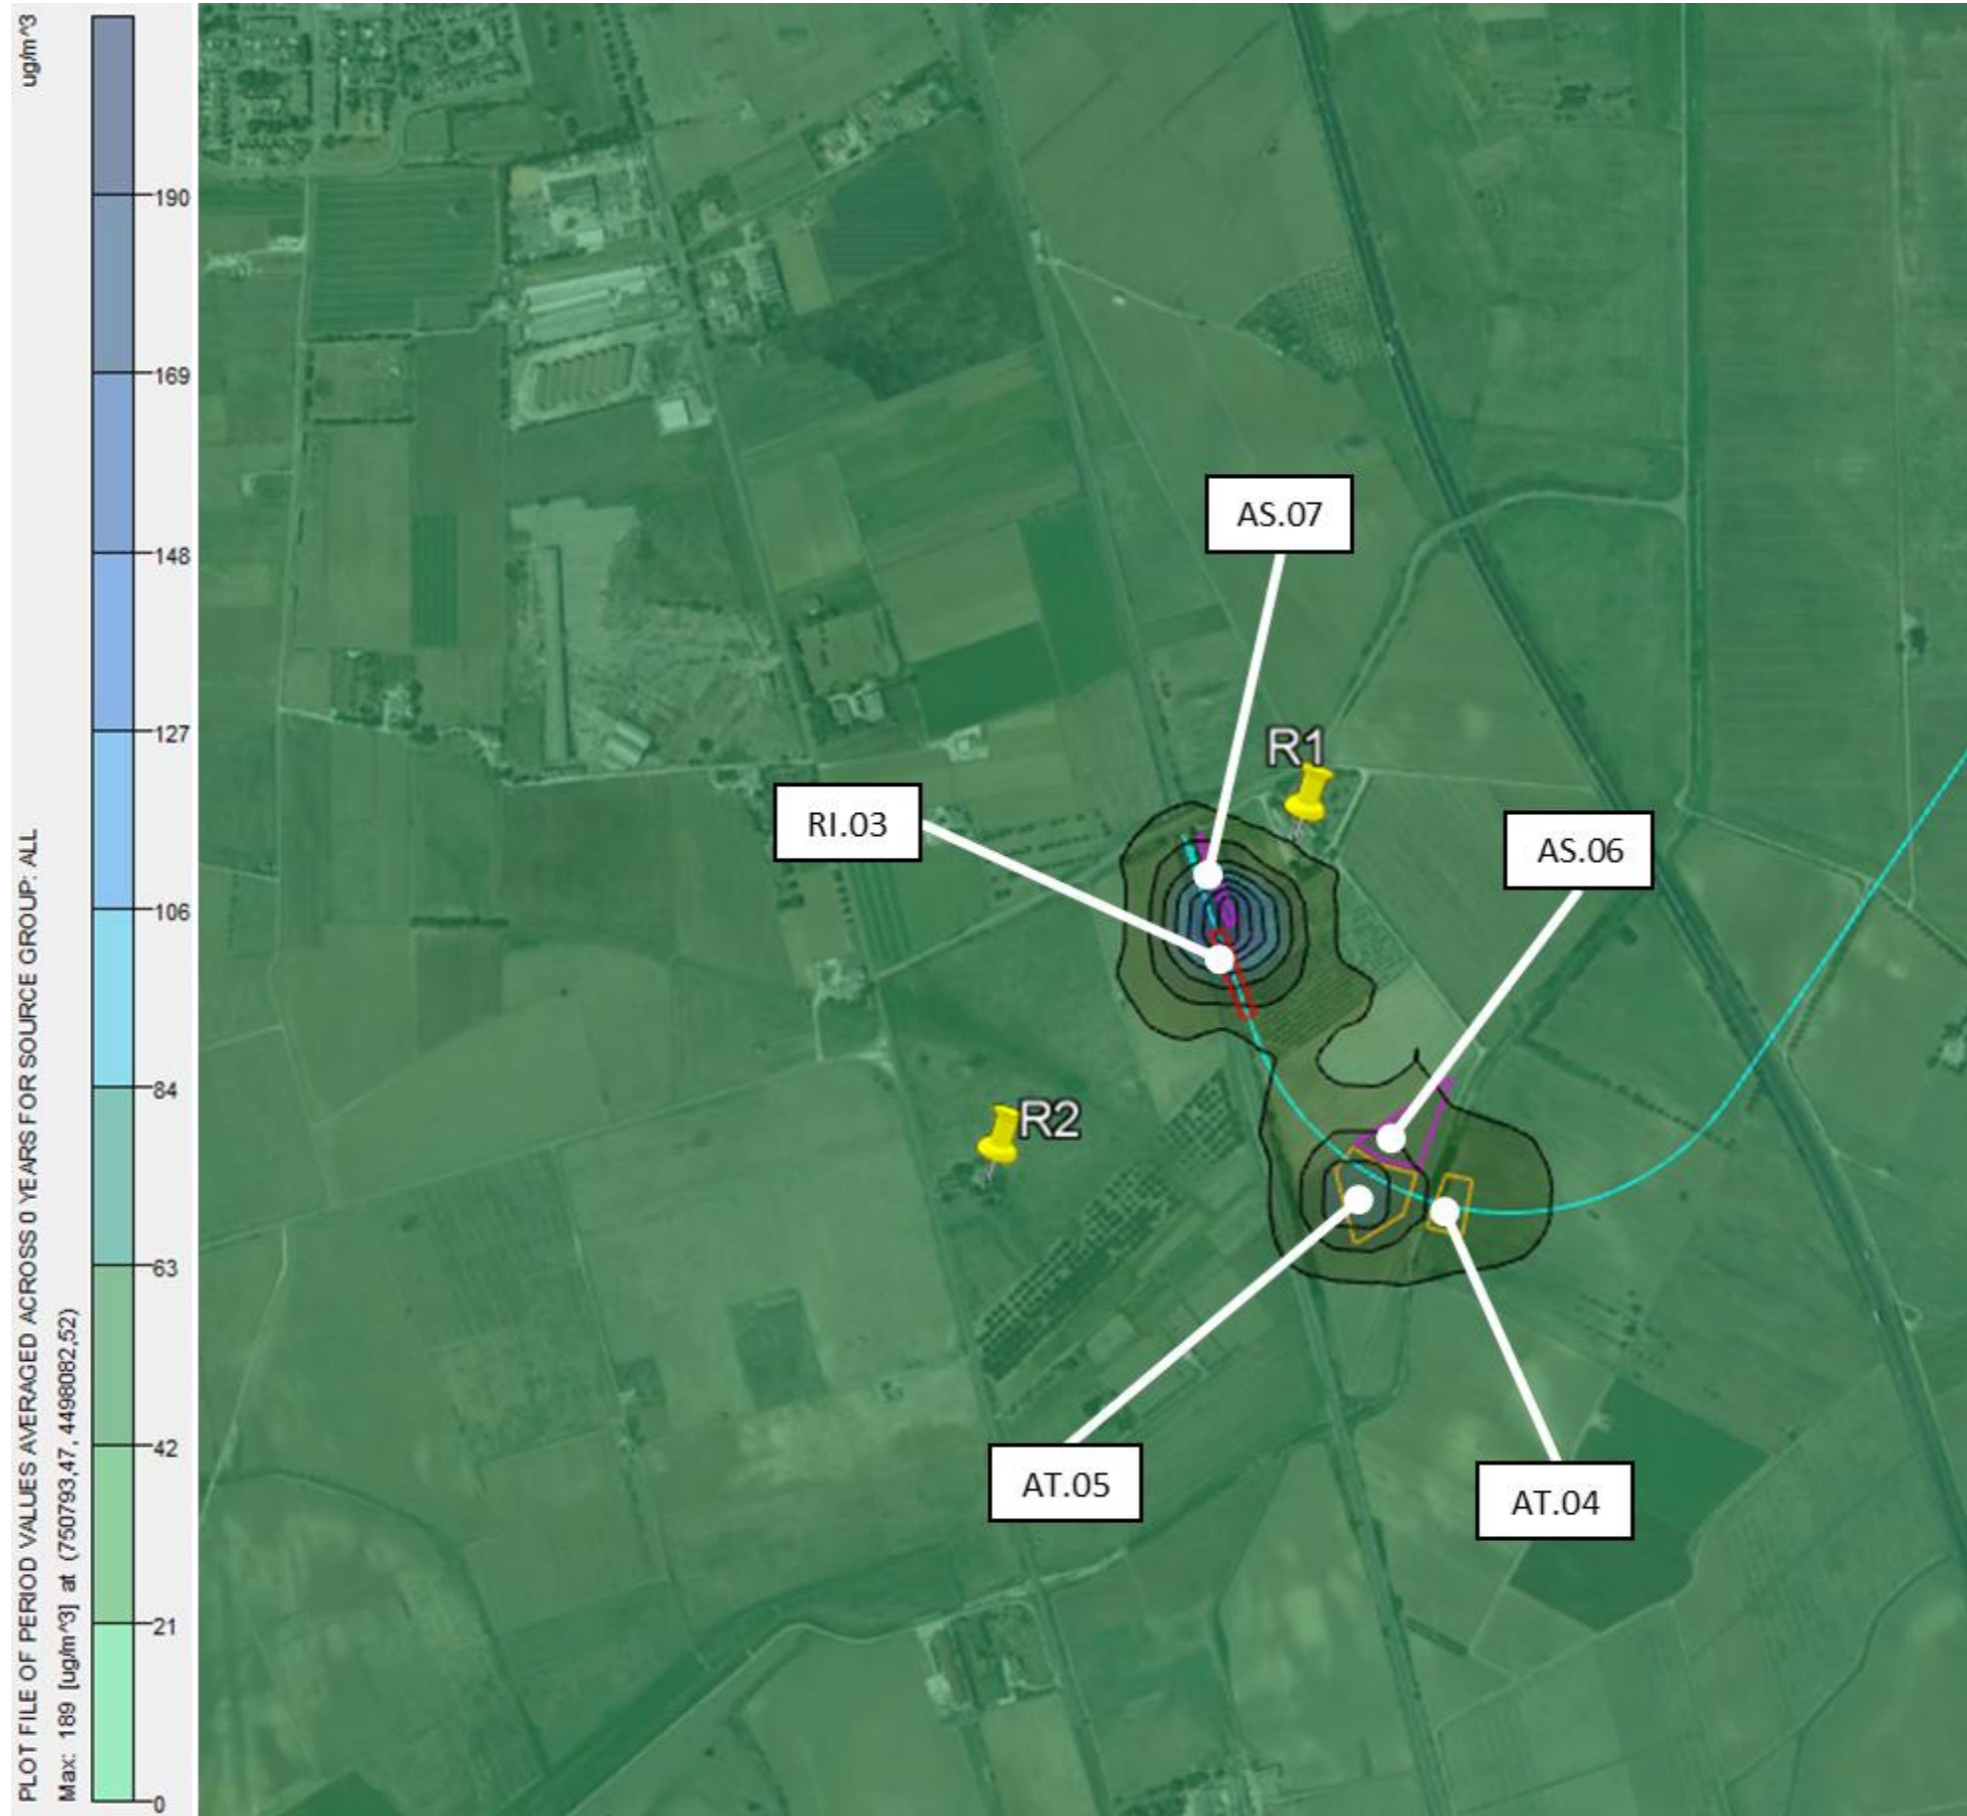 ug/m^3
PLOT FILE OF PERIOD VALUES AVERAGED ACROSS 0 YEARS FOR SOURCE GROUP: ALL
Max: 189 [ug/m^3] at (750793,47, 4498082,52)
190
169
148
127
106
84
63
42
21
0
AS.07
R1
RI.03
AS.06
R2
AT.05
AT.04